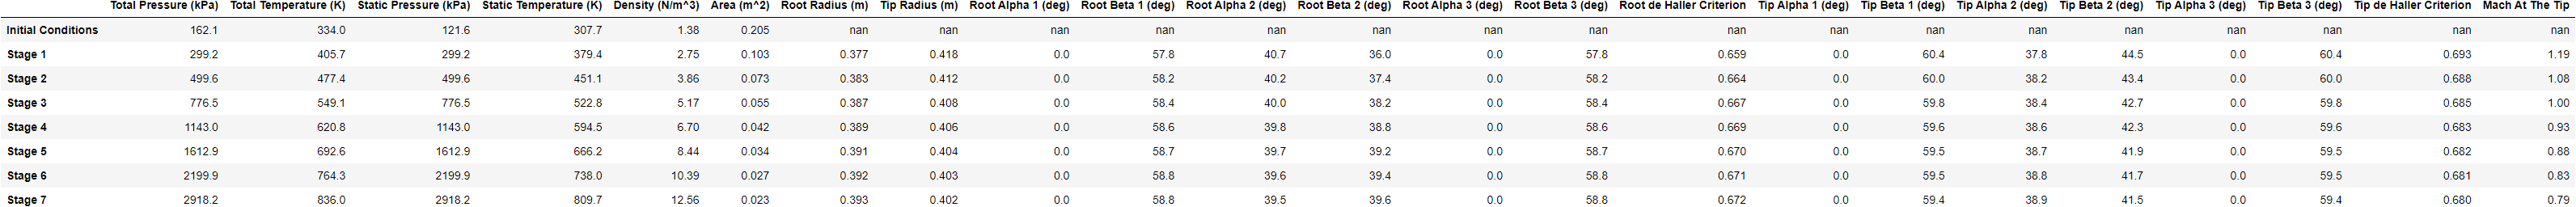 Total Pressure (kPa) Total Temperature (K) Static Pressure (kPa) Static Temperature (K) Density (N/m^3) Area (m^2) Root Radius (m) Tip Radius (m) Root Alpha 1 (deg) Root Beta 1 (deg) Root Alpha 2 (deg) Root Beta 2 (deg) Root Alpha 3 (deg) Root Beta 3 (deg) Root de Haller Criterion Tip Alpha 1 (deg) Tip Beta 1 (deg) Tip Alpha 2 (deg) Tip Beta 2 (deg) Tip Alpha 3 (deg) Tip Beta 3 (deg) Tip de Haller Criterion Mach At The Tip
Initial Conditions 162.1 334.0 121.6 307.7 1.38 0.205 nan nan nan nan nan nan nan nan nan nan nan nan nan nan nan nan nan
Stage 1 299.2 405.7 299.2 379.4 2.75 0.103 0.377 0.418 0.0 57.8 40.7 36.0 0.0 57.8 0.659 0.0 60.4 37.8 44.5 0.0 60.4 0.693 1.19
Stage 2 499.6 477.4 499.6 451.1 3.86 0.073 0.383 0.412 0.0 58.2 40.2 37.4 0.0 58.2 0.664 0.0 60.0 38.2 43.4 0.0 60.0 0.688 1.08
Stage 3 776.5 549.1 776.5 522.8 5.17 0.055 0.387 0.408 0.0 58.4 40.0 38.2 0.0 58.4 0.667 0.0 59.8 38.4 42.7 0.0 59.8 0.685 1.00
Stage 4 1143.0 620.8 1143.0 594.5 6.70 0.042 0.389 0.406 0.0 58.6 39.8 38.8 0.0 58.6 0.669 0.0 59.6 38.6 42.3 0.0 59.6 0.683 0.93
Stage 5 1612.9 692.6 1612.9 666.2 8.44 0.034 0.391 0.404 0.0 58.7 39.7 39.2 0.0 58.7 0.670 0.0 59.5 38.7 41.9 0.0 59.5 0.682 0.88
Stage 6 2199.9 764.3 2199.9 738.0 10.39 0.027 0.392 0.403 0.0 58.8 39.6 39.4 0.0 58.8 0.671 0.0 59.5 38.8 41.7 0.0 59.5 0.681 0.83
Stage 7 2918.2 836.0 2918.2 809.7 12.56 0.023 0.393 0.402 0.0 58.8 39.5 39.6 0.0 58.8 0.672 0.0 59.4 38.9 41.5 0.0 59.4 0.680 0.79